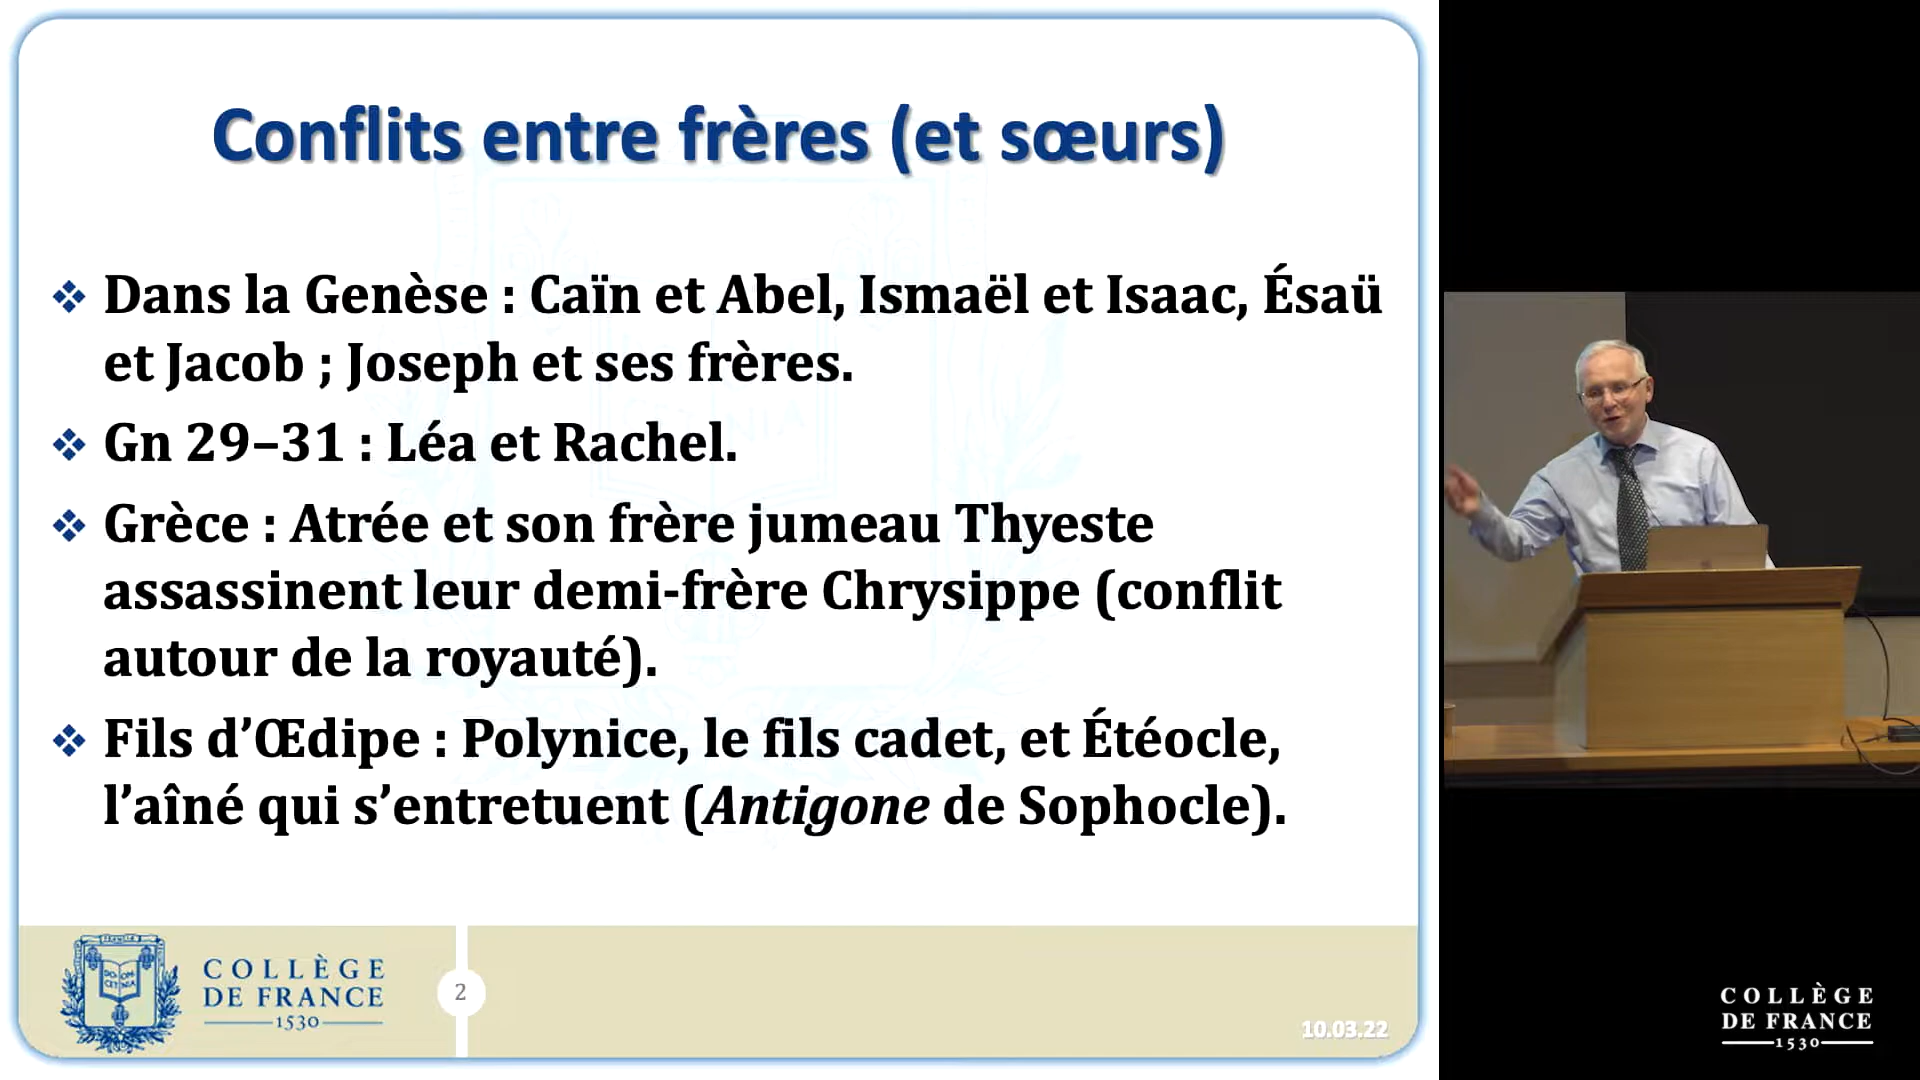 Conflits entre frères (et sœurs)
❖ Dans la Genèse : Caïn et Abel, Ismaël et Isaac, Ésaü
et Jacob ; Joseph et ses frères.
❖ Gn 29–31 : Léa et Rachel.
❖ Grèce : Atrée et son frère jumeau Thyeste
assassinent leur demi-frère Chrysippe (conflit
autour de la royauté).
❖ Fils d’Œdipe : Polynice, le fils cadet, et Étéocle,
l’aîné qui s’entretuent (Antigone de Sophocle).
COLLÈGE
DE FRANCE
1530
2
10.03.22
COLLÈGE
DE FRANCE
1530